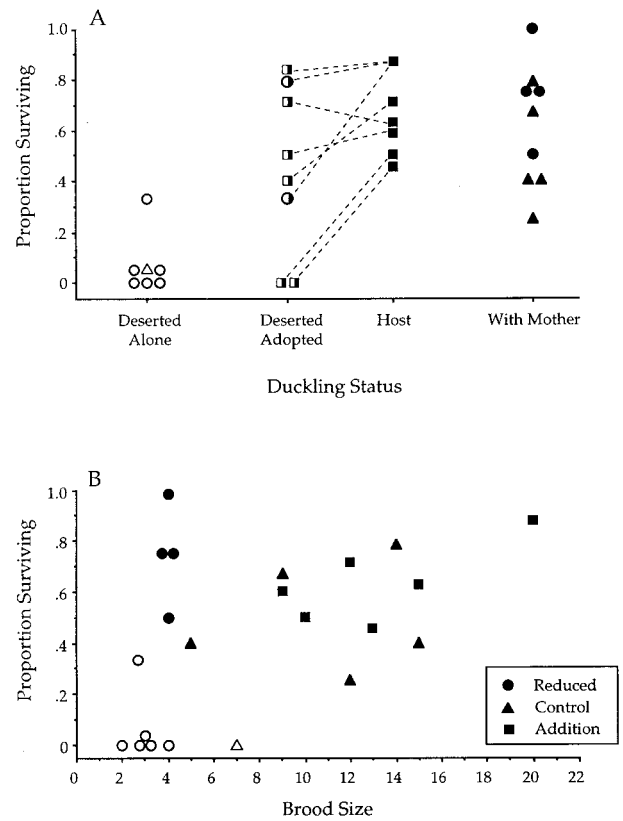 A
Proportion Surviving
1.0
.8
.6
.4
.2
0
Deserted Alone
Deserted Adopted
Host
With Mother
Duckling Status
B
Proportion Surviving
1.0
.8
.6
.4
.2
0
Reduced
Control
Addition
0 2 4 6 8 10 12 14 16 18 20 22
Brood Size